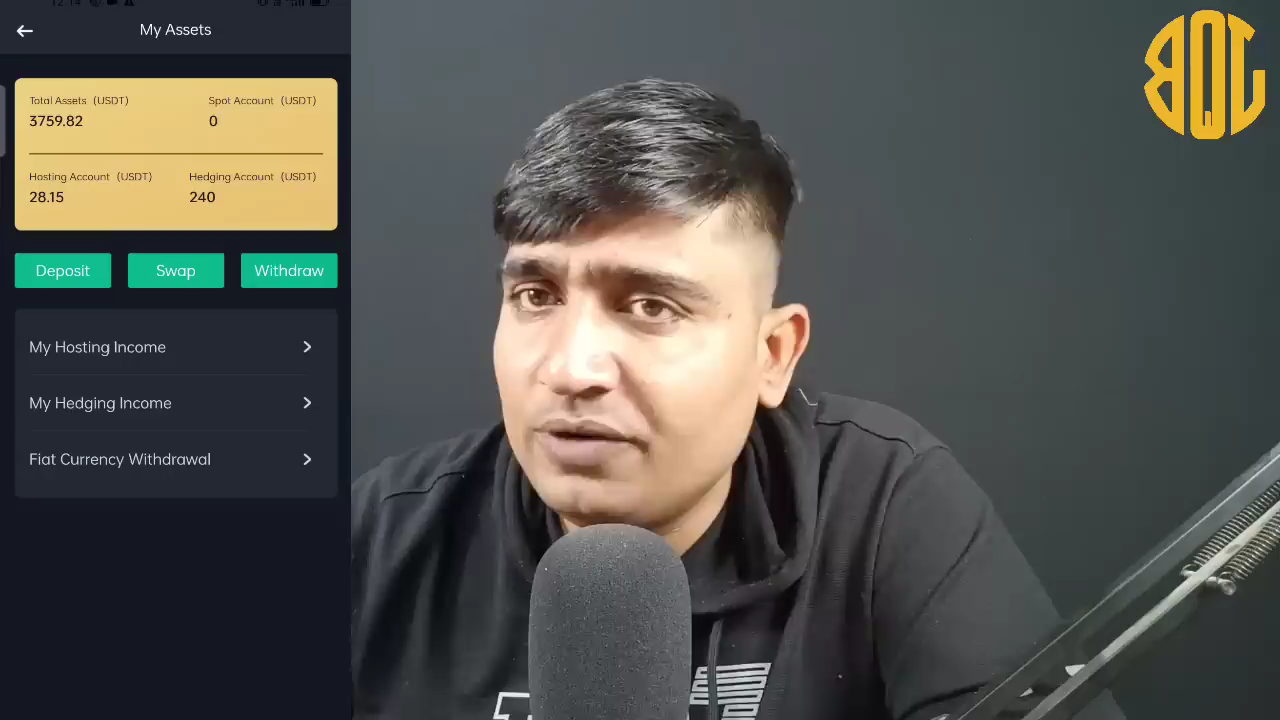 My Assets
Total Assets (USDT)
Spot Account (USDT)
3759.82
0
Hosting Account (USDT)
Hedging Account (USDT)
28.15
240
Deposit
Swap
Withdraw
My Hosting Income
My Hedging Income
Fiat Currency Withdrawal